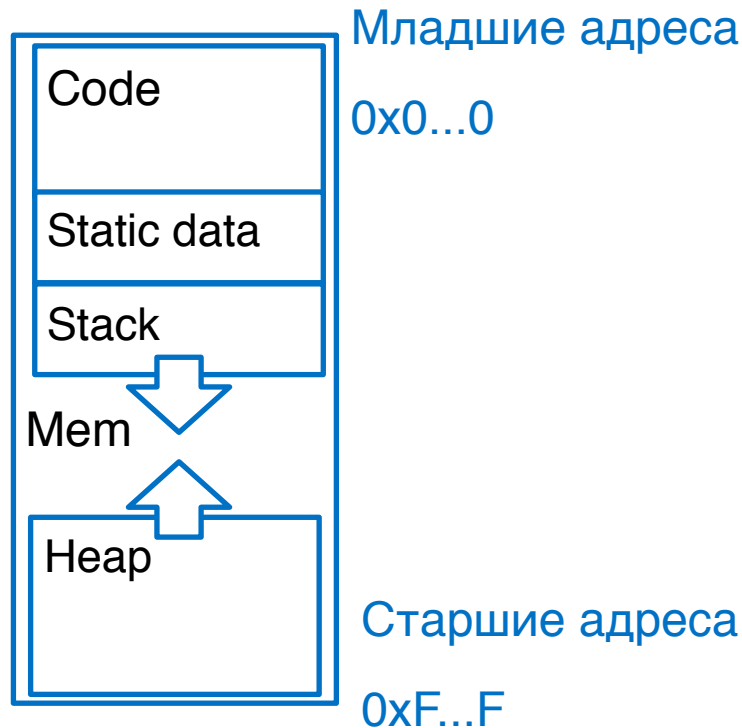 Младшие адреса
Code
0x0...0
Static data
Stack
Mem
Heap
Старшие адреса
0xF...F